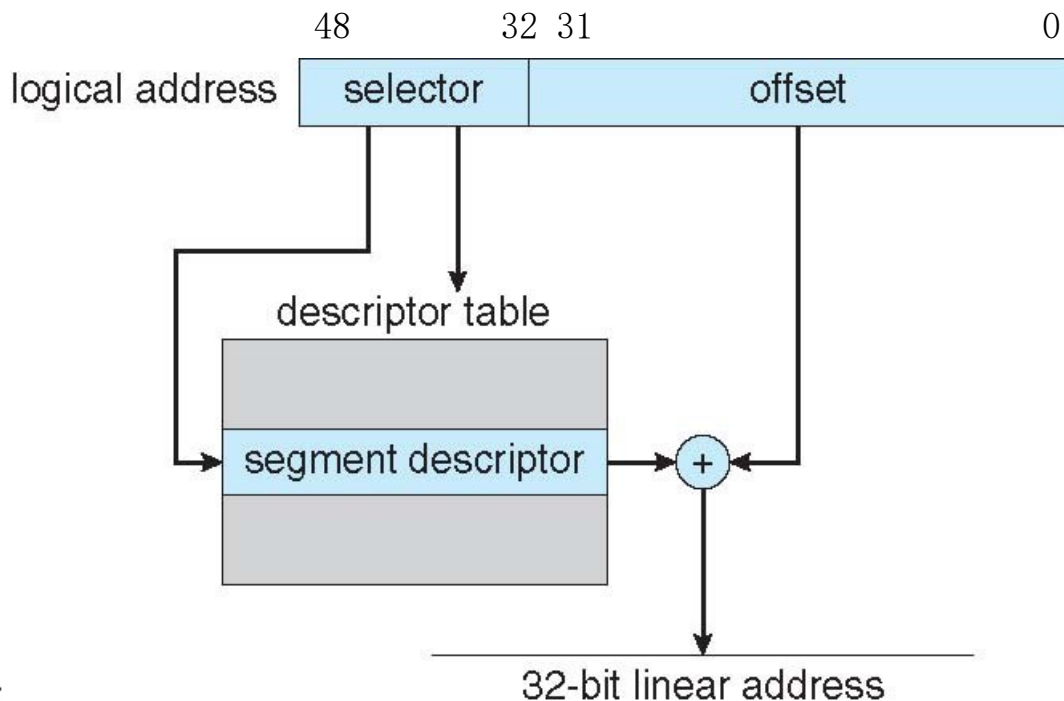 48 32 31 0
logical address selector offset
descriptor table
segment descriptor +
32-bit linear address